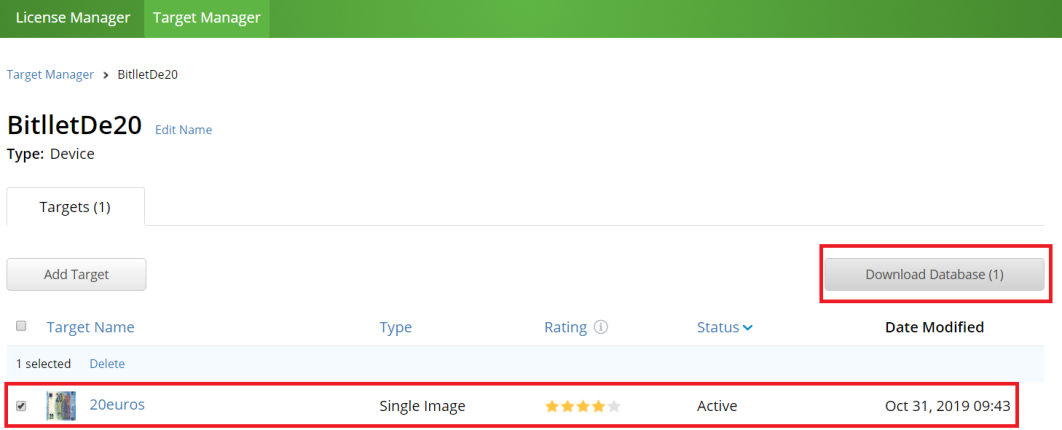 License Manager Target Manager
Target Manager > BitlletDe20
BitlletDe20 Edit Name
Type: Device
Targets (1)
Add Target Download Database (1)
Target Name Type Rating Status Date Modified
1 selected Delete
20euros Single Image Active Oct 31, 2019 09:43